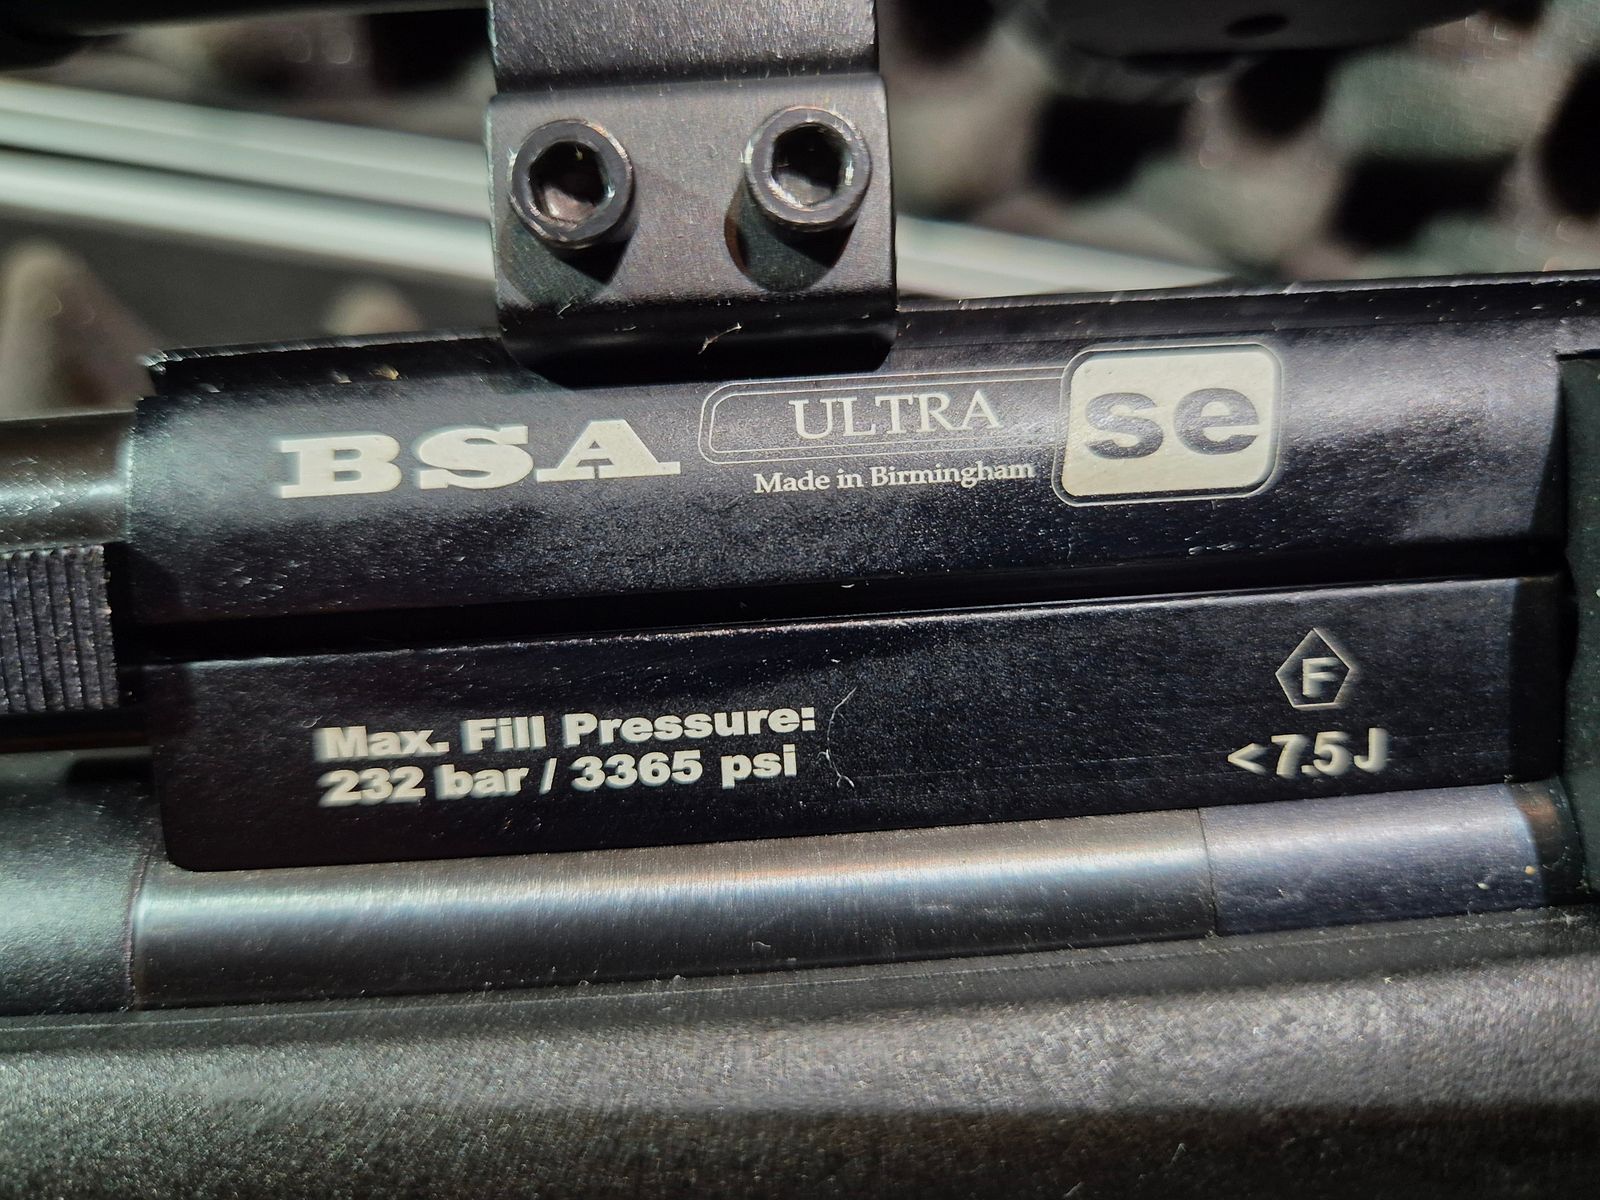 BSA ULTRA se
Made in Birmingham
Max. Fill Pressure:
232 bar / 3365 psi
F
<7.5 J